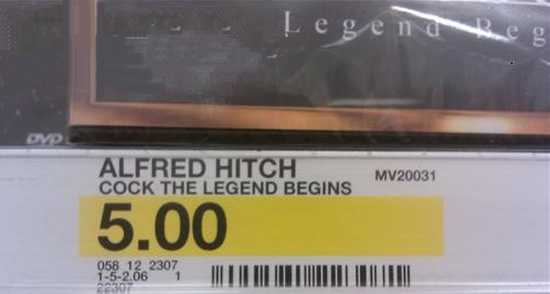 Legend Beg
DVD
ALFRED HITCH
COCK THE LEGEND BEGINS
MV20031
5.00
058 12 2307
1-5-2.06 1
22307